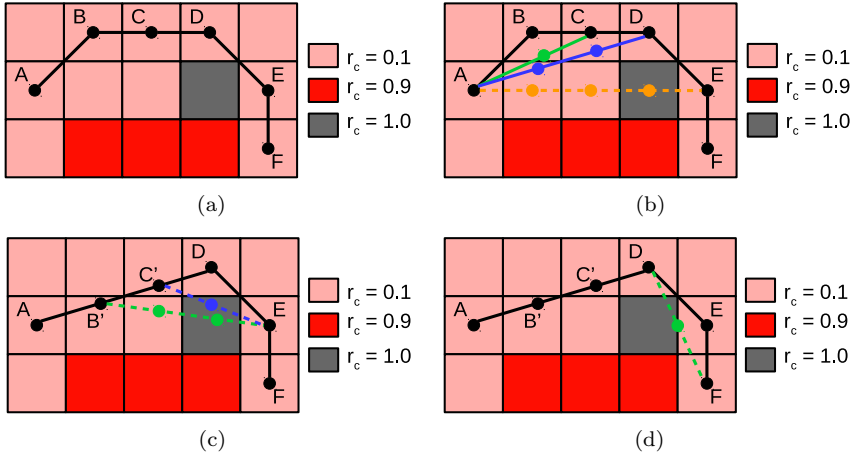 B C D
A
E
F
r_c = 0.1
r_c = 0.9
r_c = 1.0
(a)
B C D
A
E
F
r_c = 0.1
r_c = 0.9
r_c = 1.0
(b)
D
C'
A
B'
E
F
r_c = 0.1
r_c = 0.9
r_c = 1.0
(c)
D
C'
A
B'
E
F
r_c = 0.1
r_c = 0.9
r_c = 1.0
(d)